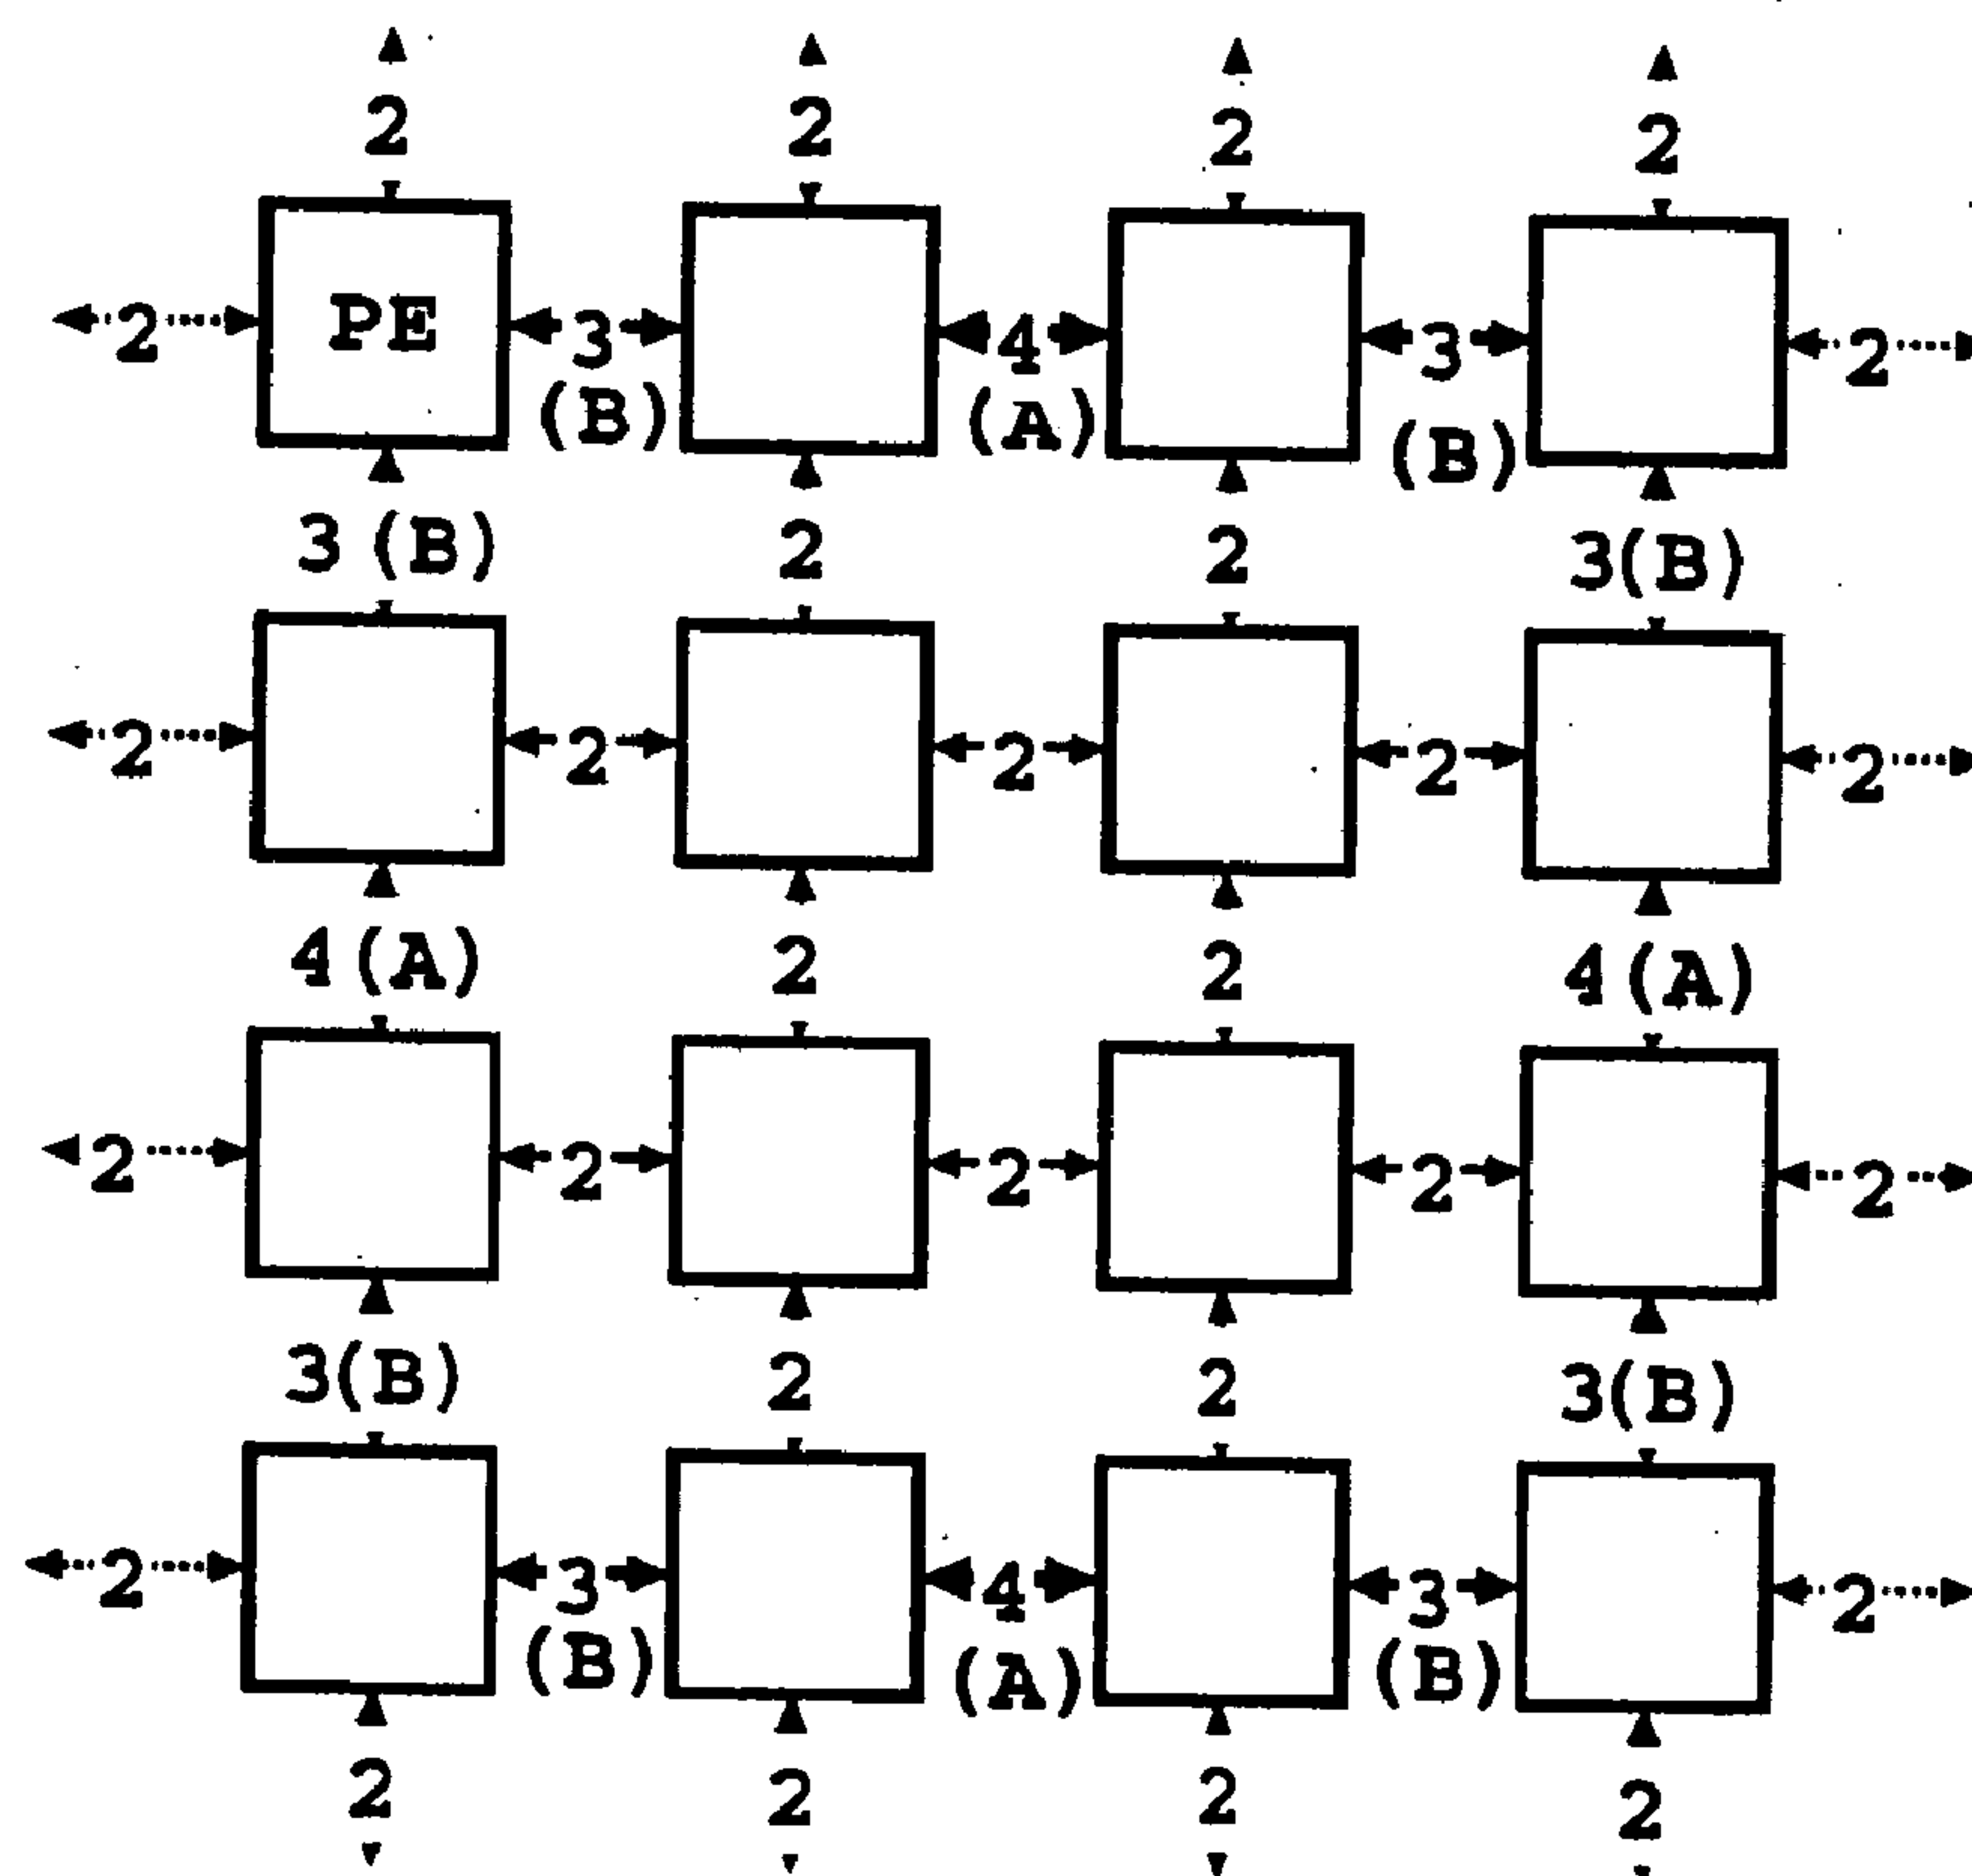 2 2 2 2
2 PE 3 4 3 2
(B) (A) (B)
3 (B) 2 2 3(B)
2 2 2 2 2
4 (A) 2 2 4 (A)
2 2 2 2 2
3(B) 2 2 3(B)
2 3 4 3 2
(B) (A) (B)
2 2 2 2